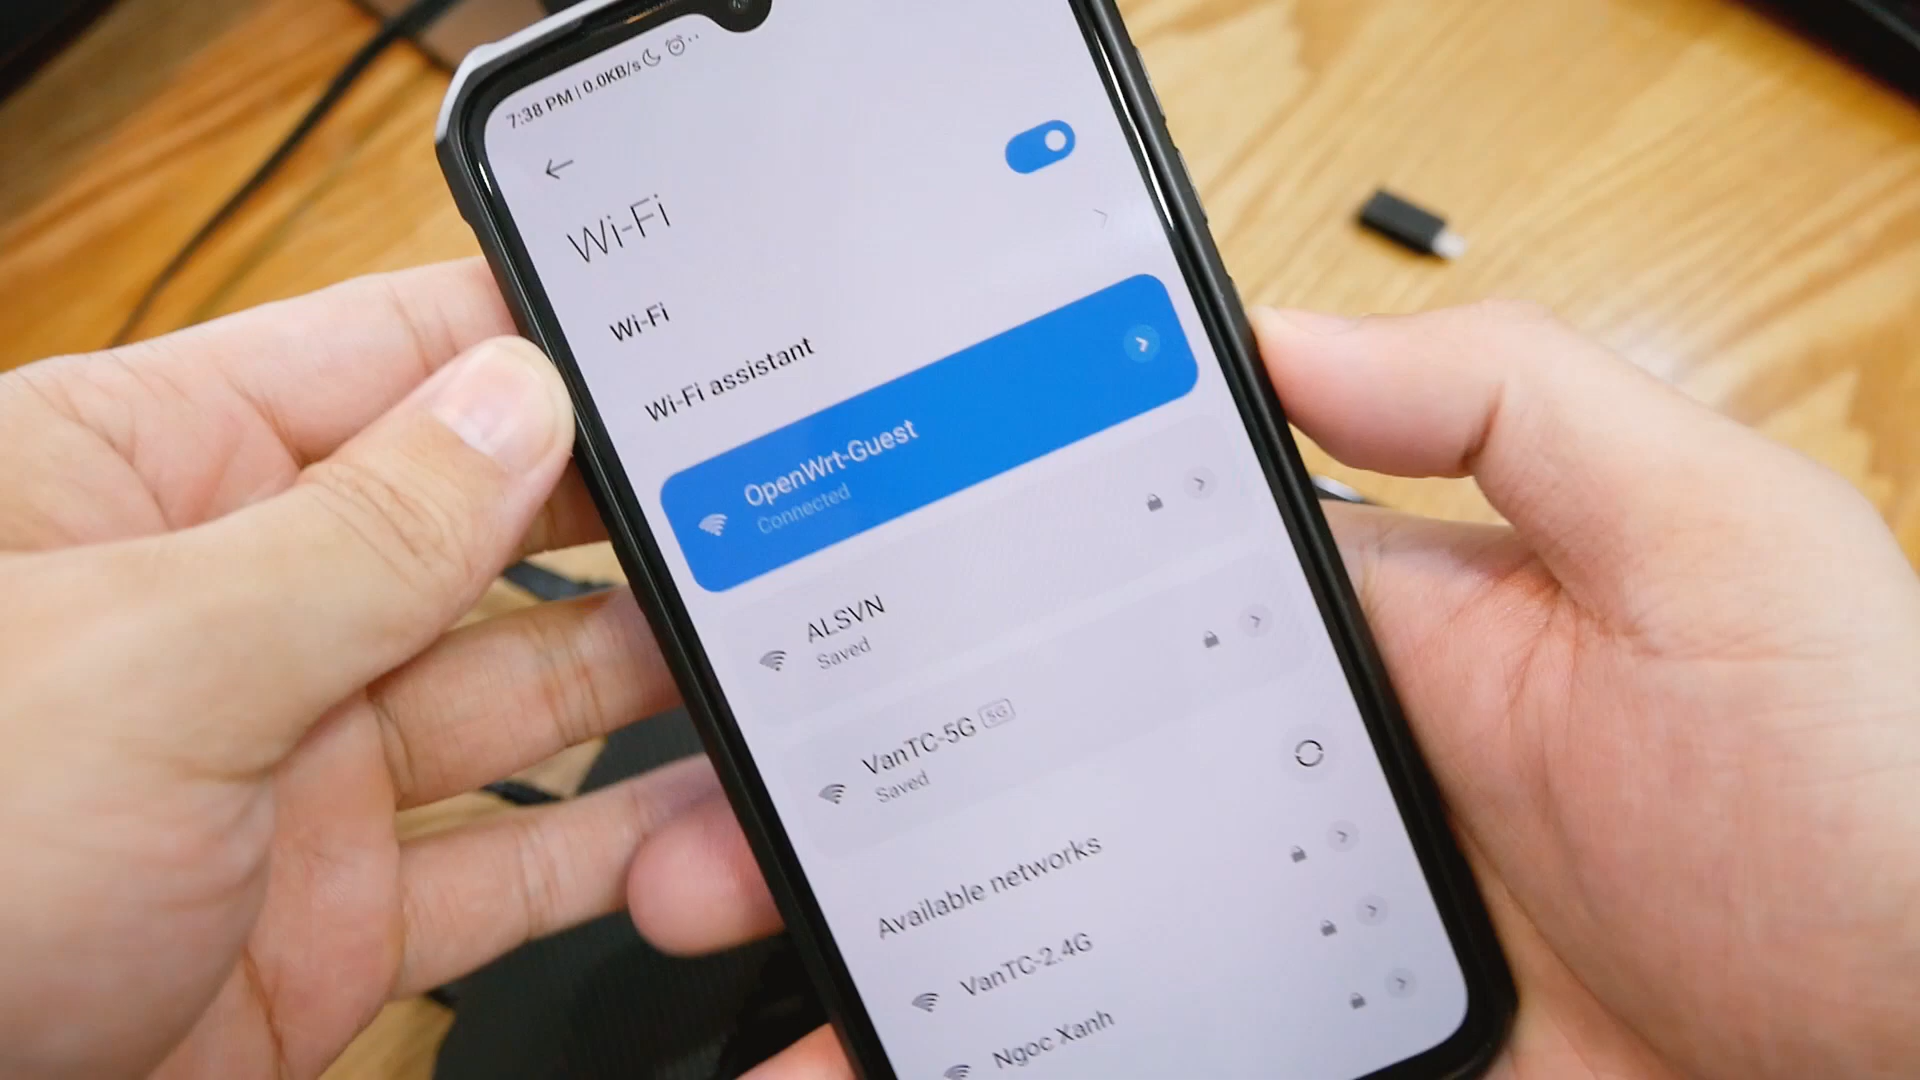 7:38 PM | 0.0KB/s
Wi-Fi
Wi-Fi
Wi-Fi assistant
OpenWrt-Guest
Connected
ALSVN
Saved
VanTC-5G 5G
Saved
Available networks
VanTC-2.4G
Ngoc Xanh